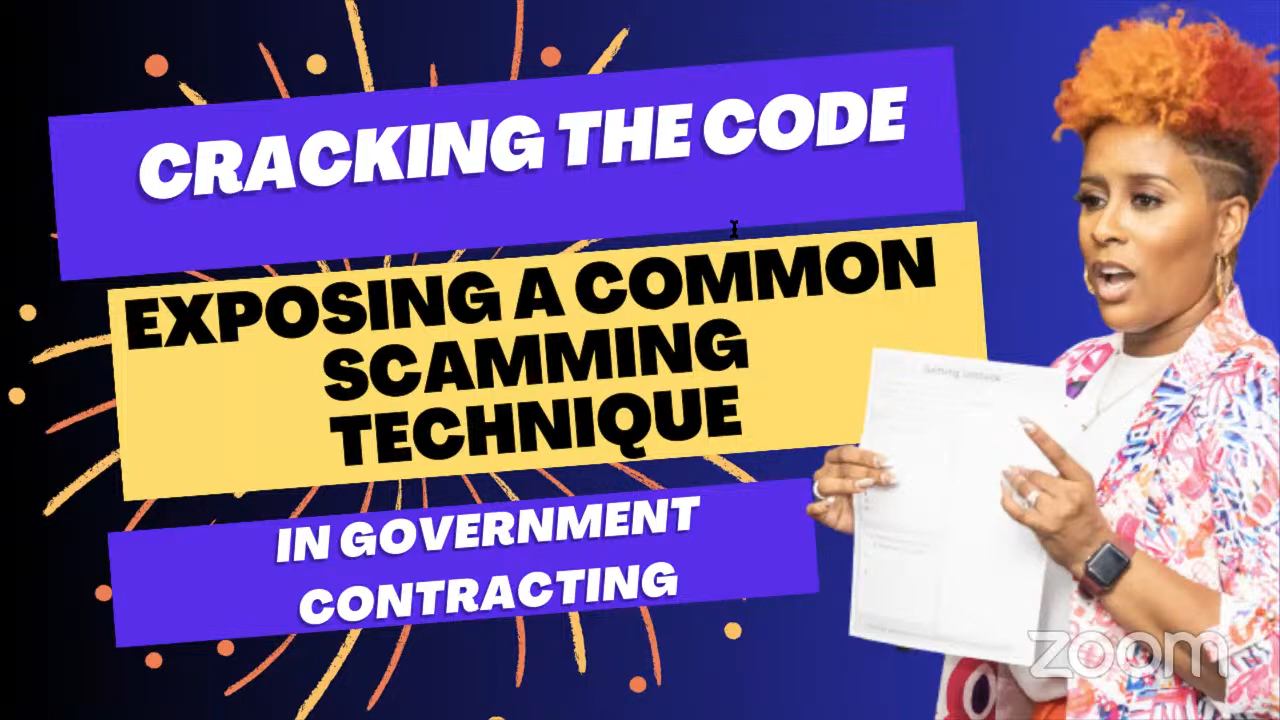 CRACKING THE CODE
EXPOSING A COMMON
SCAMMING
TECHNIQUE
IN GOVERNMENT
CONTRACTING
zoom